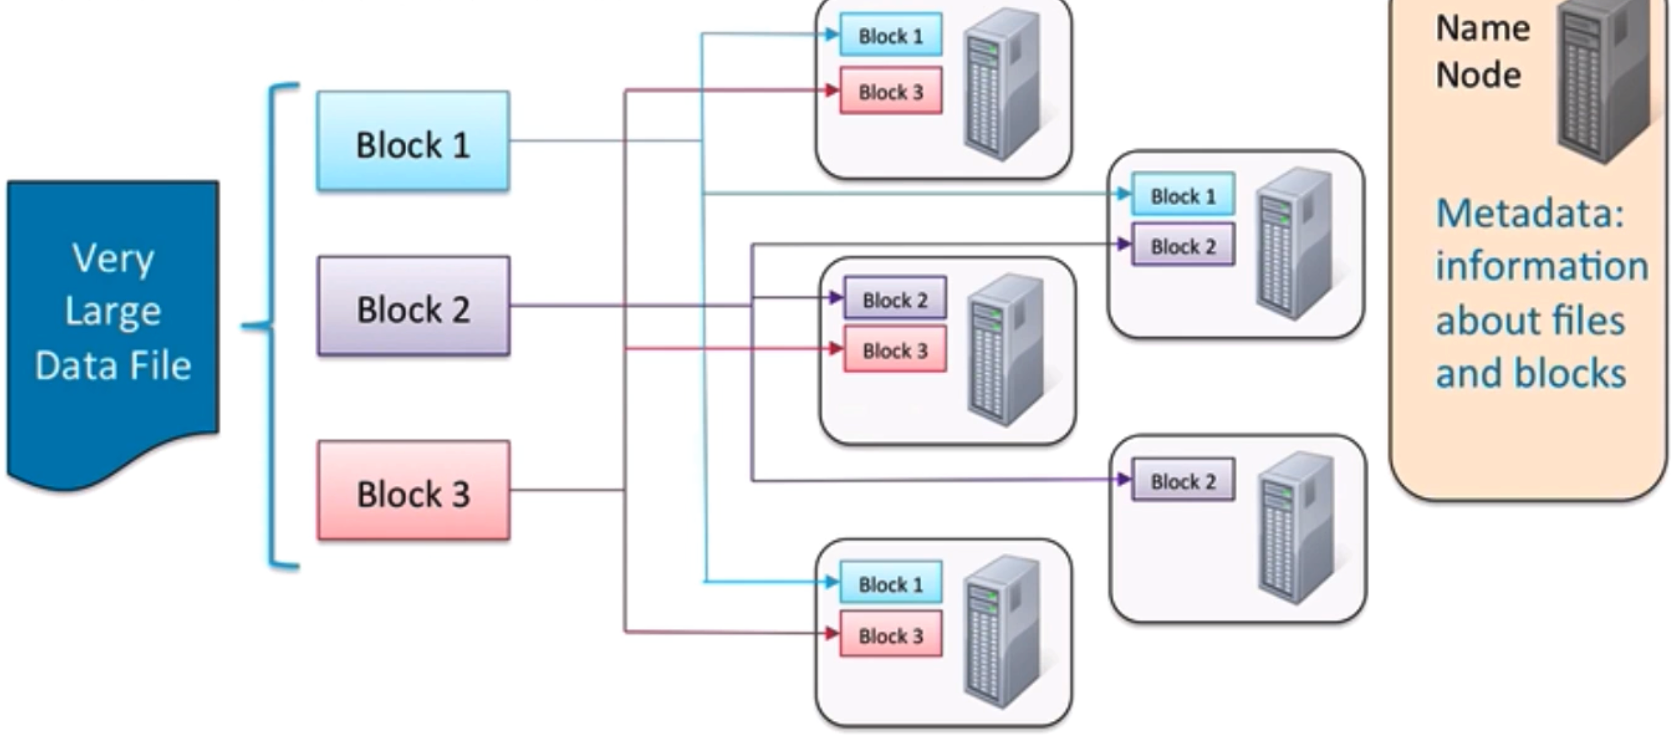 Very
Large
Data File
Block 1
Block 2
Block 3
Block 1
Block 3
Block 1
Block 2
Block 2
Block 3
Block 2
Block 1
Block 3
Name
Node
Metadata:
information
about files
and blocks